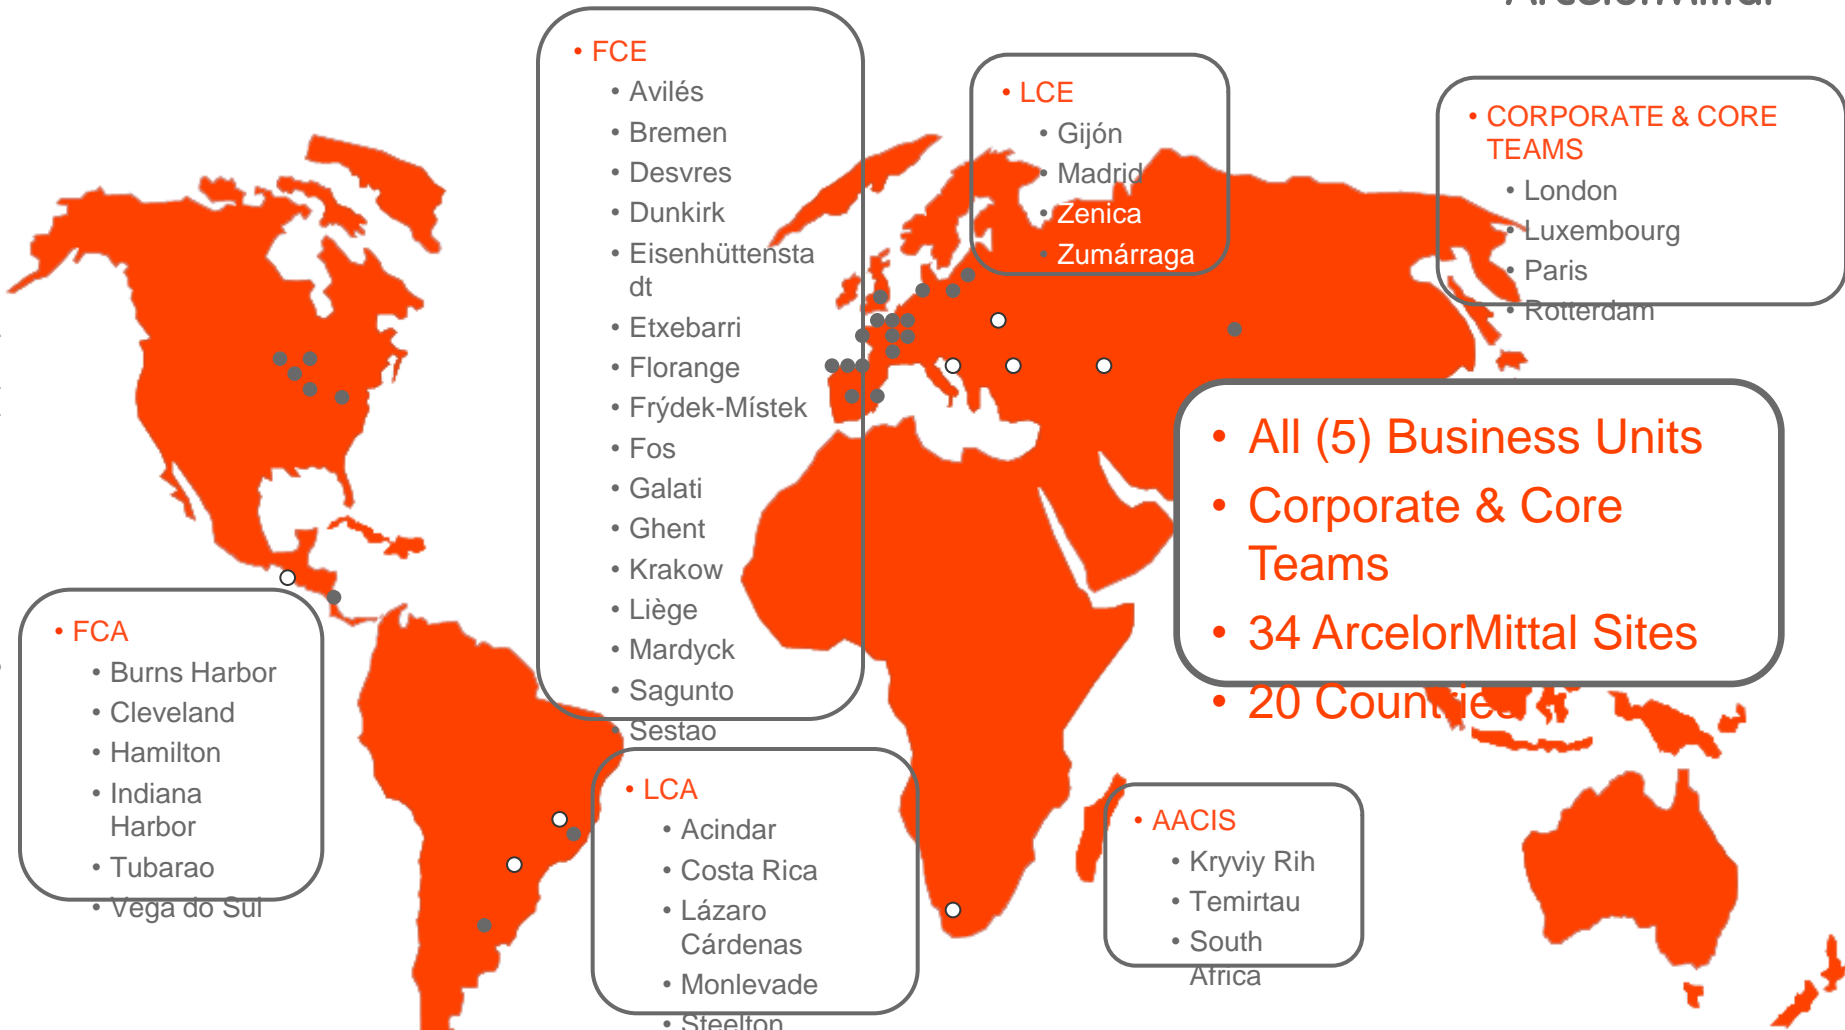 ArcelorMittal
• FCE
• Avilés
• Bremen
• Desvres
• Dunkirk
• Eisenhüttensta
dt
• Etxebarri
• Florange
• Frýdek-Místek
• Fos
• Galati
• Ghent
• Krakow
• Liège
• Mardyck
• Sagunto
• Sestao
• LCE
• Gijón
• Madrid
• Zenica
• Zumárraga
• CORPORATE & CORE
TEAMS
• London
• Luxembourg
• Paris
• Rotterdam
• All (5) Business Units
• Corporate & Core
Teams
• 34 ArcelorMittal Sites
• 20 Countries
• FCA
• Burns Harbor
• Cleveland
• Hamilton
• Indiana
Harbor
• Tubarao
• Vega do Sul
• LCA
• Acindar
• Costa Rica
• Lázaro
Cárdenas
• Monlevade
• Steelton
• AACIS
• Kryviy Rih
• Temirtau
• South
Africa